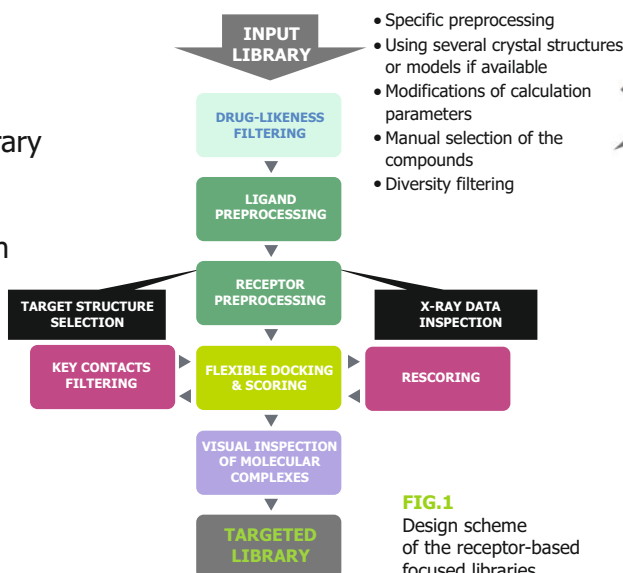 INPUT
LIBRARY
• Specific preprocessing
• Using several crystal structures
or models if available
• Modifications of calculation
parameters
• Manual selection of the
compounds
• Diversity filtering
DRUG-LIKENESS
FILTERING
LIGAND
PREPROCESSING
RECEPTOR
PREPROCESSING
TARGET STRUCTURE
SELECTION
X-RAY DATA
INSPECTION
KEY CONTACTS
FILTERING
FLEXIBLE DOCKING
& SCORING
RESCORING
VISUAL INSPECTION
OF MOLECULAR
COMPLEXES
TARGETED
LIBRARY
FIG.1
Design scheme
of the receptor-based
focused libraries